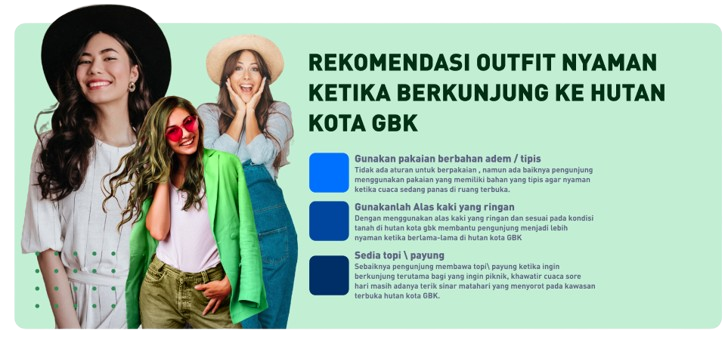 REKOMENDASI OUTFIT NYAMAN
KETIKA BERKUNJUNG KE HUTAN
KOTA GBK
Gunakan pakaian berbahan adem / tipis
Tidak ada aturan untuk berpakaian , namun ada baiknya pengunjung
menggunakan pakaian yang memiliki bahan yang tipis agar nyaman
ketika cuaca sedang panas di ruang terbuka.
Gunakanlah Alas kaki yang ringan
Dengan menggunakan alas kaki yang ringan dan sesuai pada kondisi
tanah di hutan kota gbk membantu pengunjung menjadi lebih
nyaman ketika berlama-lama di hutan kota GBK
Sedia topi \ payung
Sebaiknya pengunjung membawa topi\ payung ketika ingin
berkunjung terutama bagi yang ingin piknik, khawatir cuaca sore
hari masih adanya terik sinar matahari yang menyorot pada kawasan
terbuka hutan kota GBK.